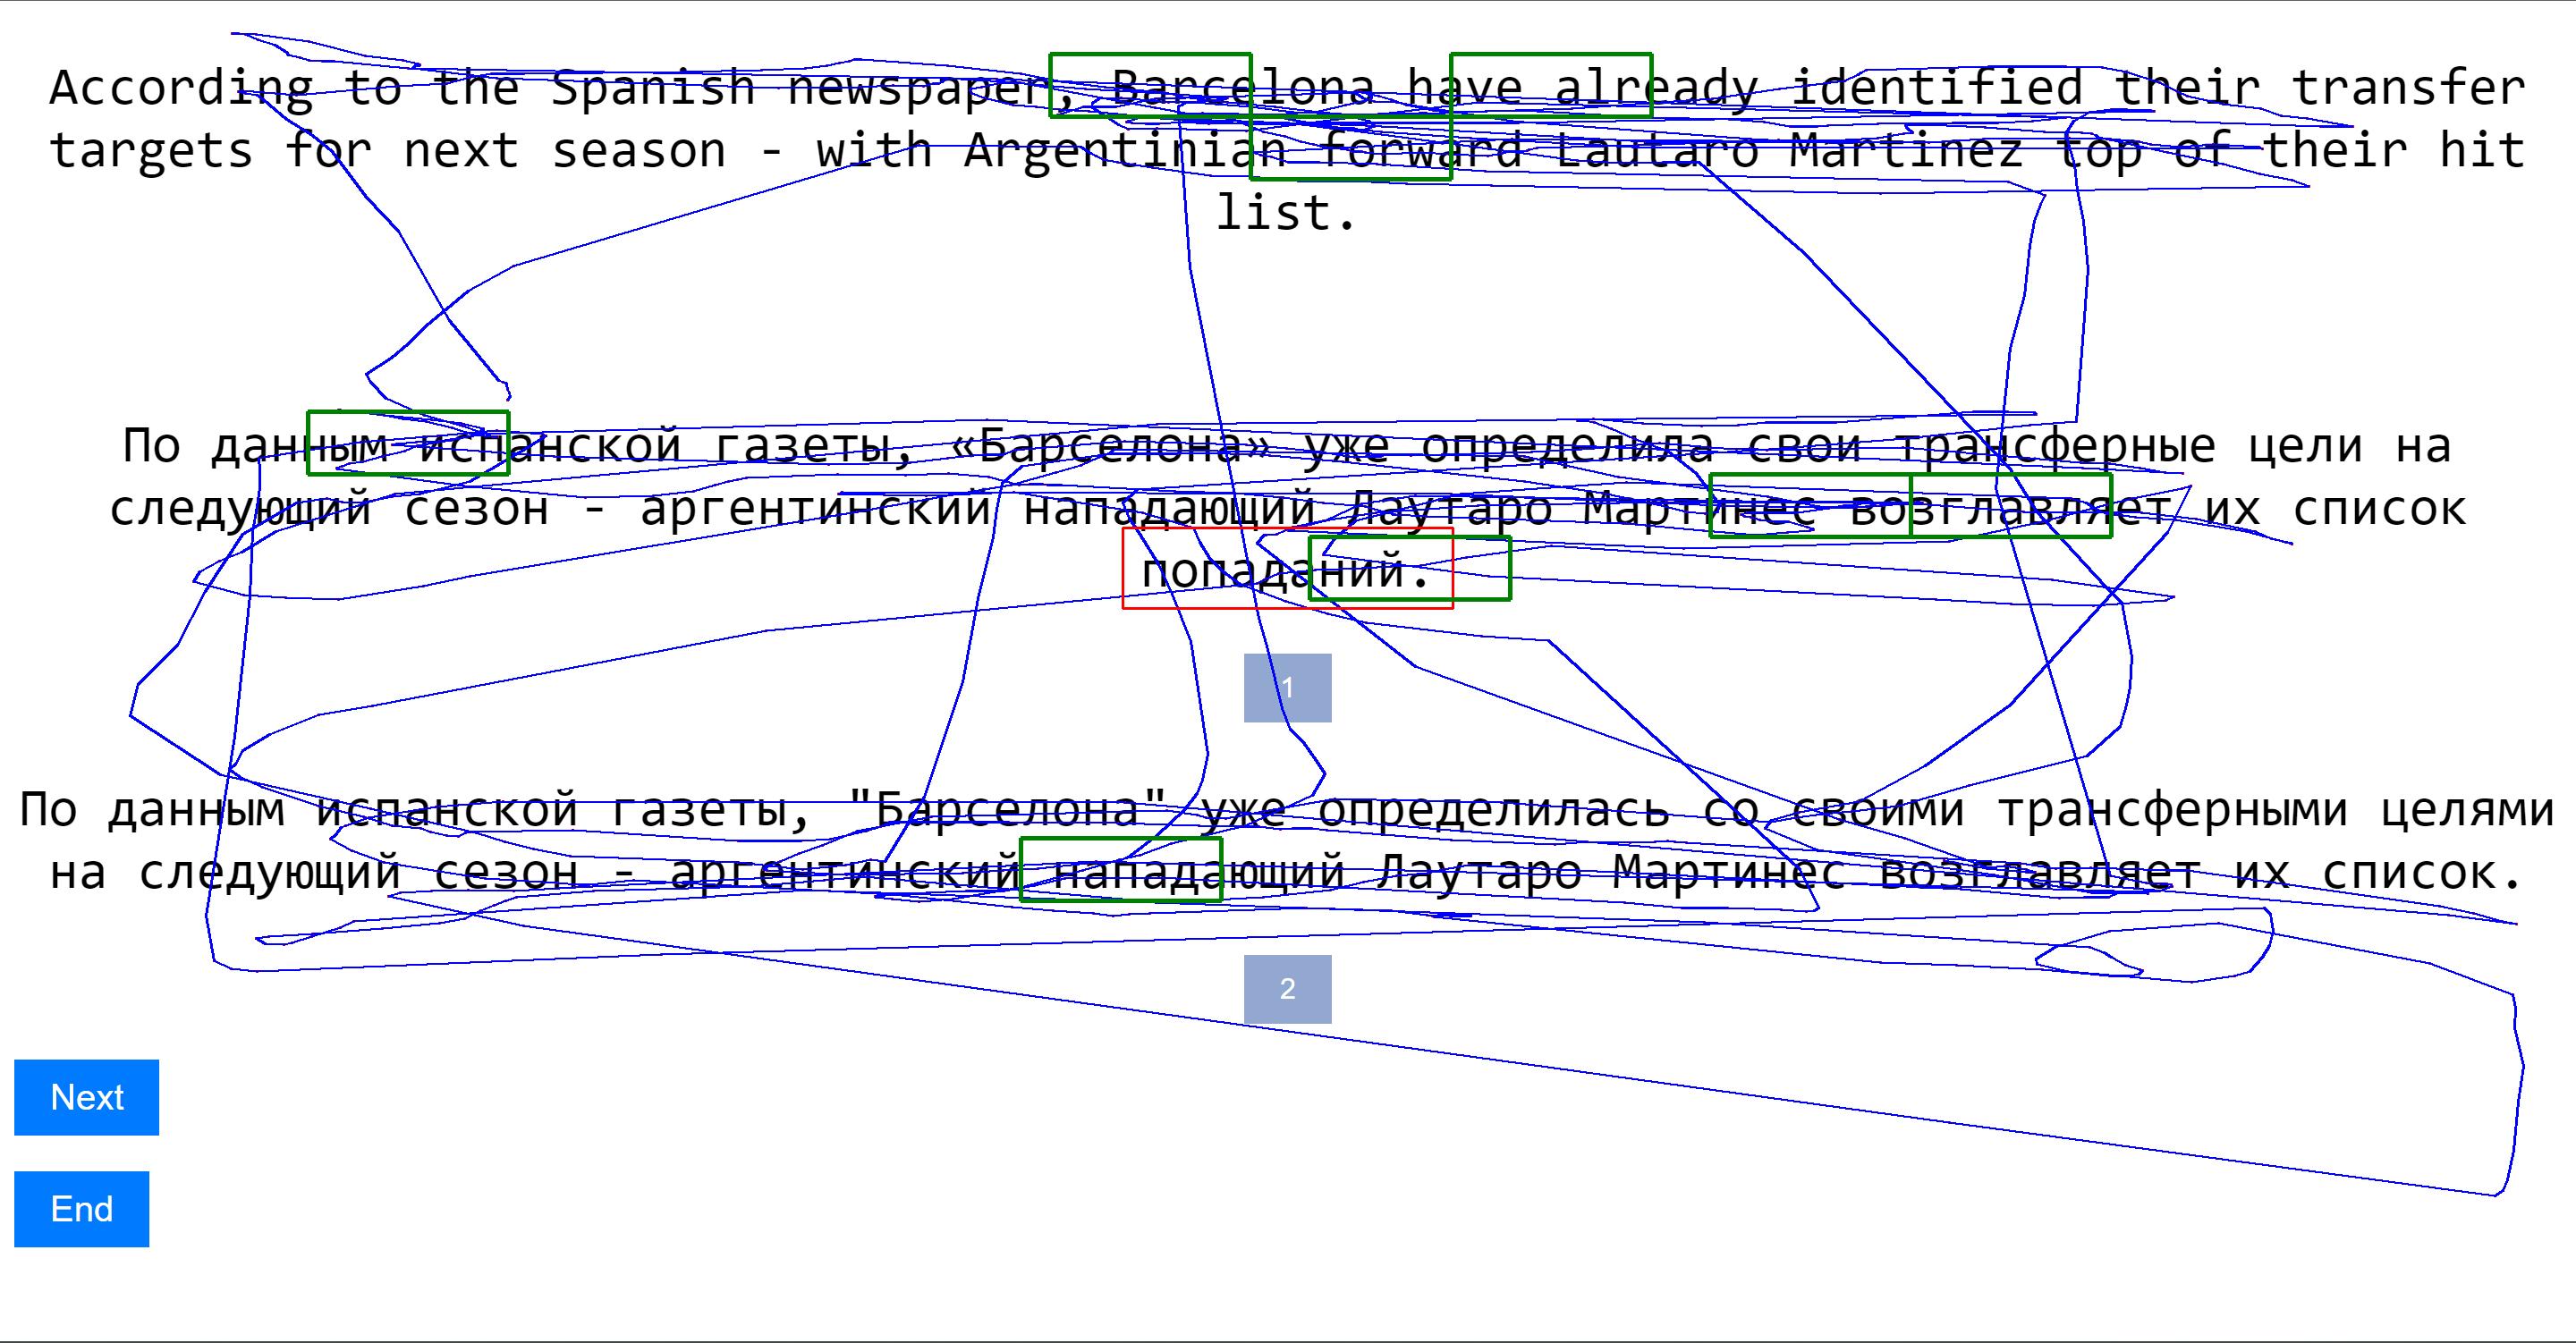 According to the Spanish newspaper, Barcelona have already identified their transfer
targets for next season - with Argentinian forward Lautaro Martinez top of their hit
list.
По данным испанской газеты, «Барселона» уже определила свои трансферные цели на
следующий сезон - аргентинский нападающий Лаутаро Мартинес возглавляет их список
попаданий.
1
По данным испанской газеты, "Барселона" уже определилась со своими трансферными целями
на следующий сезон - аргентинский нападающий Лаутаро Мартинес возглавляет их список.
2
Next
End